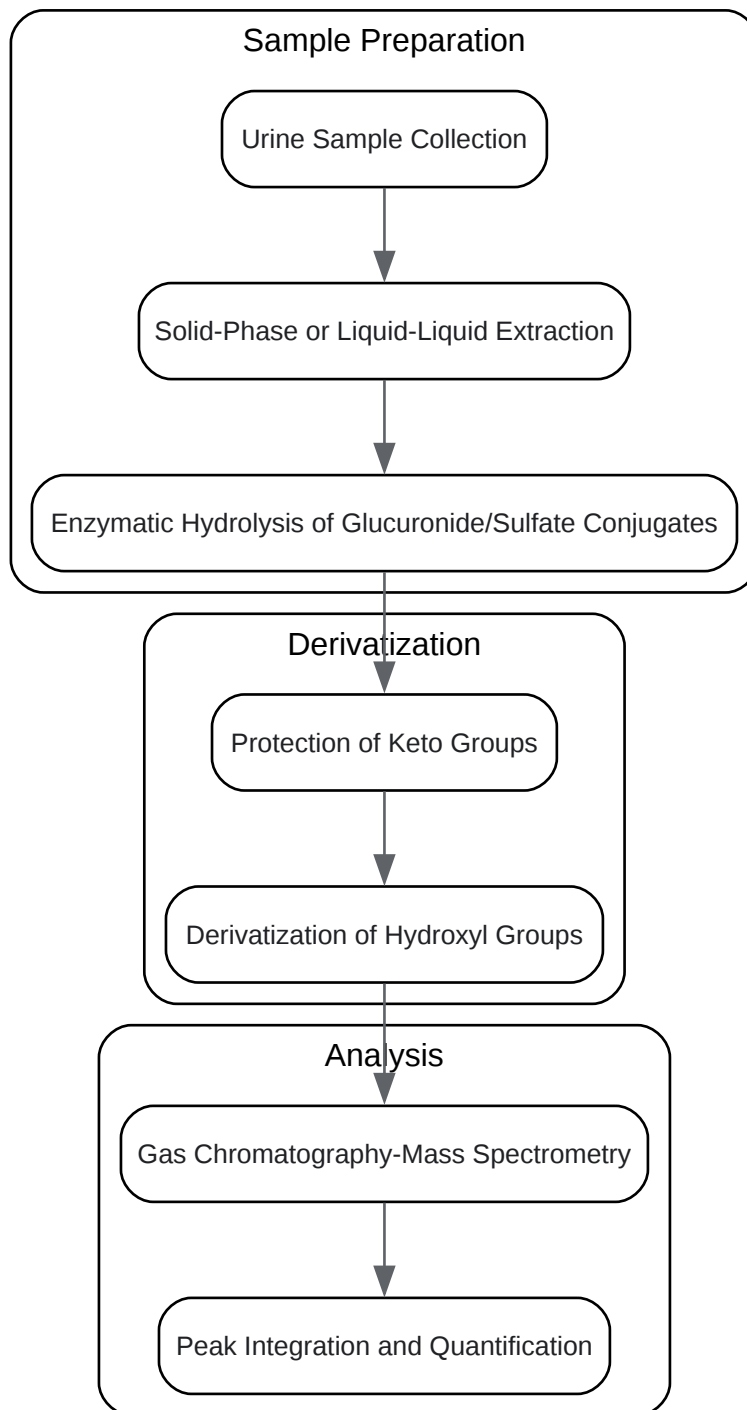 Sample Preparation
Urine Sample Collection
Solid-Phase or Liquid-Liquid Extraction
Enzymatic Hydrolysis of Glucuronide/Sulfate Conjugates
Derivatization
Protection of Keto Groups
Derivatization of Hydroxyl Groups
Analysis
Gas Chromatography-Mass Spectrometry
Peak Integration and Quantification